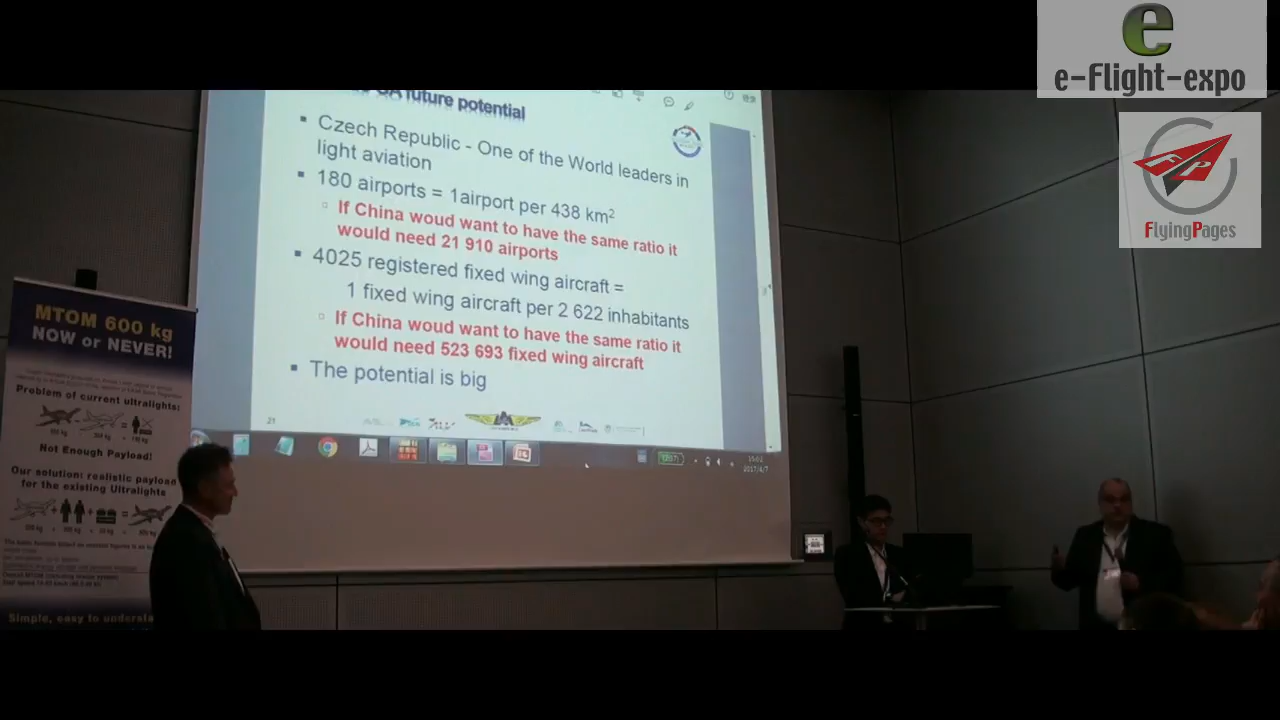 e
e-Flight-expo
FP
FlyingPages
future potential
Czech Republic - One of the World leaders in
light aviation
180 airports = 1airport per 438 km²
If China woud want to have the same ratio it
would need 21 910 airports
4025 registered fixed wing aircraft =
1 fixed wing aircraft per 2 622 inhabitants
If China woud want to have the same ratio it
would need 523 693 fixed wing aircraft
The potential is big
21
2017/4/7
MTOM 600 kg
NOW or NEVER!
Problem of current ultralights:
Not Enough Payload!
Our solution: realistic payload
for the existing Ultralights
Simple, easy to understa